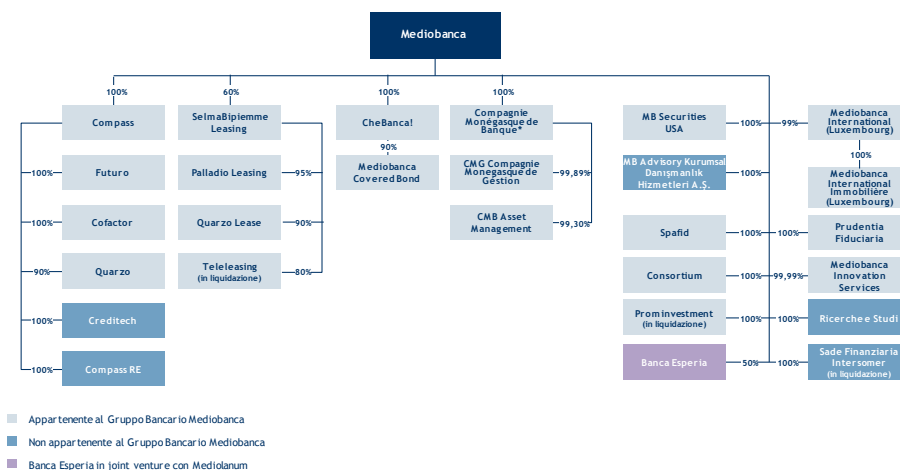 Mediobanca
100%
60%
100%
100%
Compass
SelmaBipiemme
Leasing
CheBanca!
Compagnie
Monégasque de
Banque*
MB Securities
USA
100%
99%
Mediobanca
International
(Luxembourg)
90%
100%
100%
Futuro
Palladio Leasing
95%
Mediobanca
Covered Bond
CMG Compagnie
Monegasque de
Géstion
99,89%
MB Advisory Kurumsal
Danışmanlık
Hizmetleri A.Ş.
100%
Mediobanca
International
Immobilière
(Luxembourg)
100%
Cofactor
Quarzo Lease
90%
CMB Asset
Management
99,30%
Spafid
100%
100%
Prudentia
Fiduciaria
90%
Quarzo
Teleleasing
(in liquidazione)
80%
Consortium
100%
99,99%
Mediobanca
Innovation
Services
100%
Creditech
Prominvestment
(in liquidazione)
100%
100%
Ricerche e Studi
100%
Compass RE
Banca Esperia
50%
100%
Sade Finanziaria
Intersomer
(in liquidazione)
Appartenente al Gruppo Bancario Mediobanca
Non appartenente al Gruppo Bancario Mediobanca
Banca Esperia in joint venture con Mediolanum